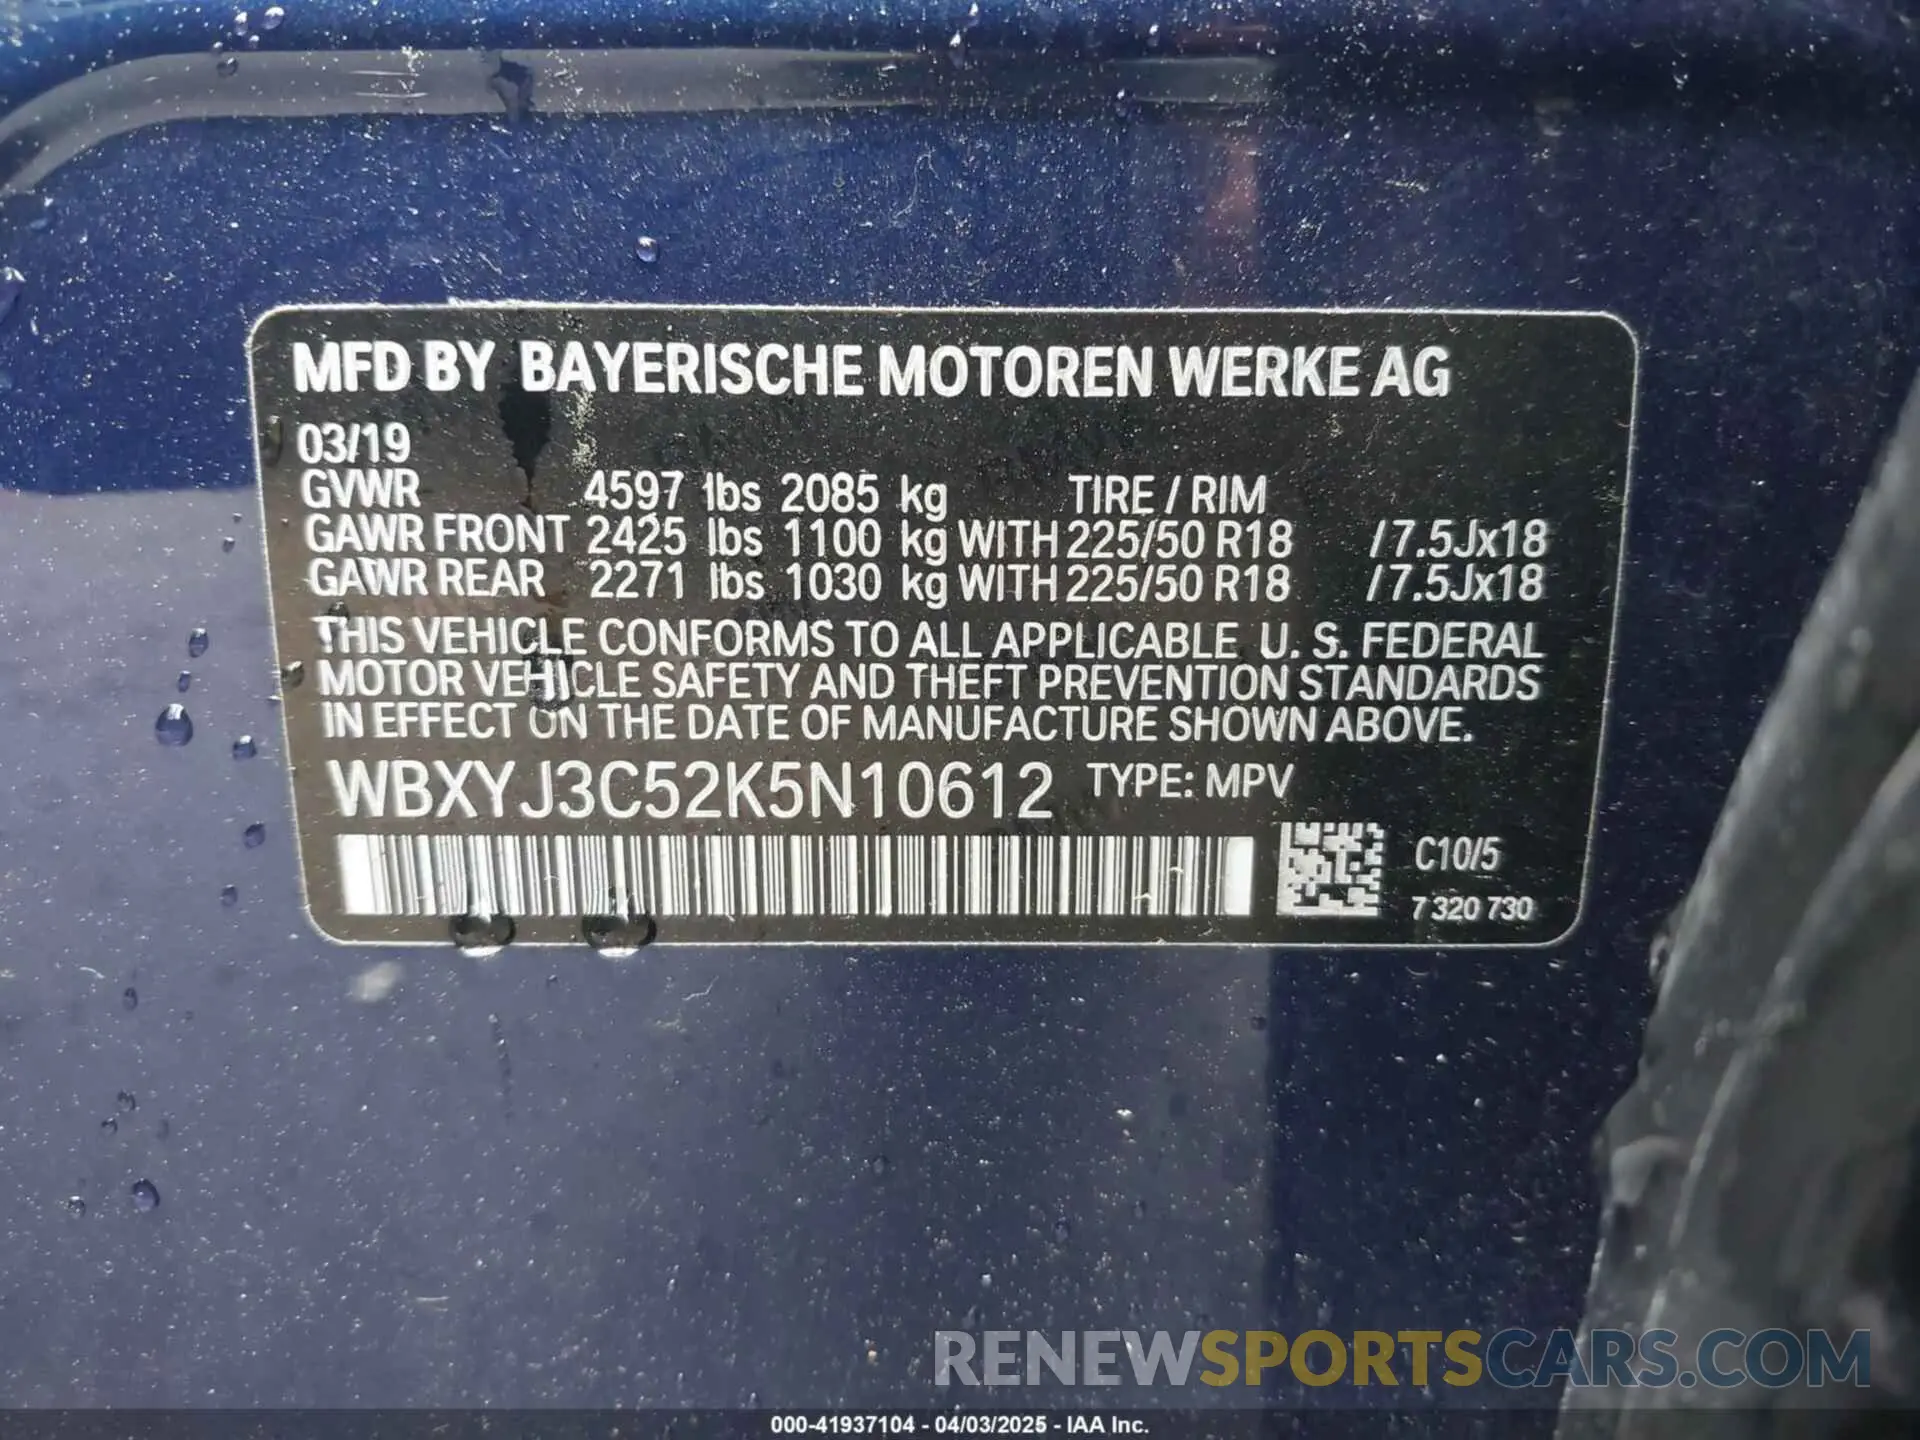 MFD BY BAYERISCHE MOTOREN WERKE AG
03/19
GVWR 4597 lbs 2085 kg TIRE / RIM
GAWR FRONT 2425 lbs 1100 kg WITH 225/50 R18 /7.5Jx18
GAWR REAR 2271 lbs 1030 kg WITH 225/50 R18 /7.5Jx18
THIS VEHICLE CONFORMS TO ALL APPLICABLE U. S. FEDERAL
MOTOR VEHICLE SAFETY AND THEFT PREVENTION STANDARDS
IN EFFECT ON THE DATE OF MANUFACTURE SHOWN ABOVE.
WBXYJ3C52K5N10612 TYPE: MPV
C10/5
7 320 730
RENEWSPORTSCARS.COM
000-41937104 - 04/03/2025 - IAA Inc.